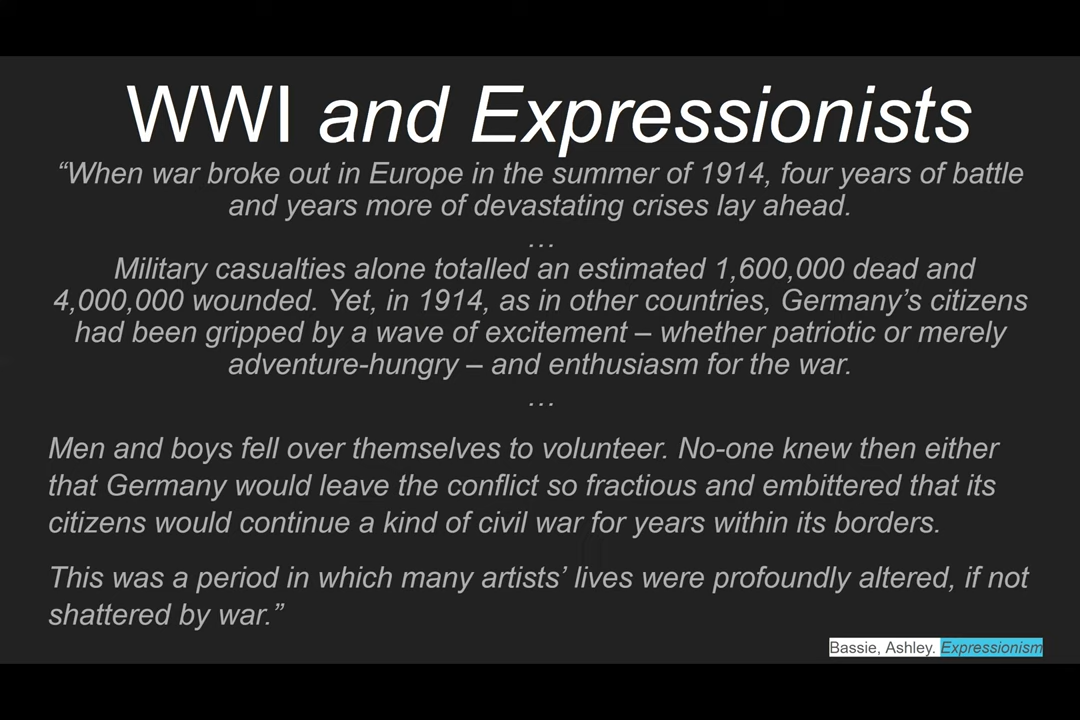 WWI and Expressionists
“When war broke out in Europe in the summer of 1914, four years of battle
and years more of devastating crises lay ahead.
…
Military casualties alone totalled an estimated 1,600,000 dead and
4,000,000 wounded. Yet, in 1914, as in other countries, Germany’s citizens
had been gripped by a wave of excitement – whether patriotic or merely
adventure-hungry – and enthusiasm for the war.
…
Men and boys fell over themselves to volunteer. No-one knew then either
that Germany would leave the conflict so fractious and embittered that its
citizens would continue a kind of civil war for years within its borders.
This was a period in which many artists’ lives were profoundly altered, if not
shattered by war.”
Bassie, Ashley. Expressionism